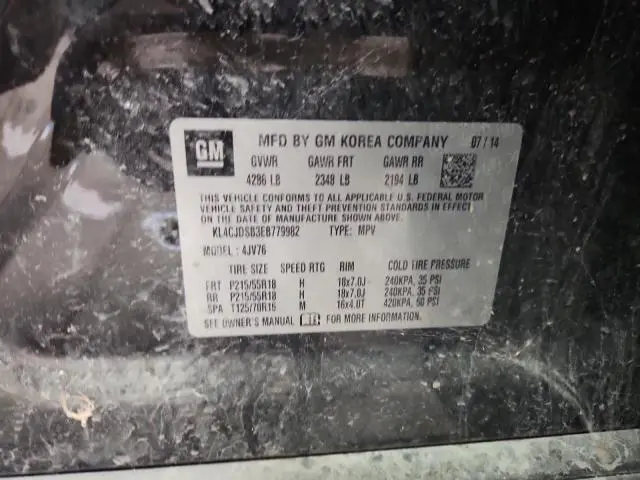 GM MFD BY GM KOREA COMPANY 07/14
GVWR GAWR FRT GAWR RR
4286 LB 2348 LB 2194 LB
THIS VEHICLE CONFORMS TO ALL APPLICABLE U.S. FEDERAL MOTOR
VEHICLE SAFETY AND THEFT PREVENTION STANDARDS IN EFFECT
ON THE DATE OF MANUFACTURE SHOWN ABOVE.
KL4CJDSB3EB779982 TYPE: MPV
MODEL: 4JV76
TIRE SIZE SPEED RTG RIM COLD TIRE PRESSURE
FRT P215/55R18 H 18x7.0J 240KPA, 35 PSI
RR P215/55R18 H 18x7.0J 240KPA, 35 PSI
SPA T125/70R16 M 16x4.0T 420KPA, 60 PSI
SEE OWNER'S MANUAL FOR MORE INFORMATION.